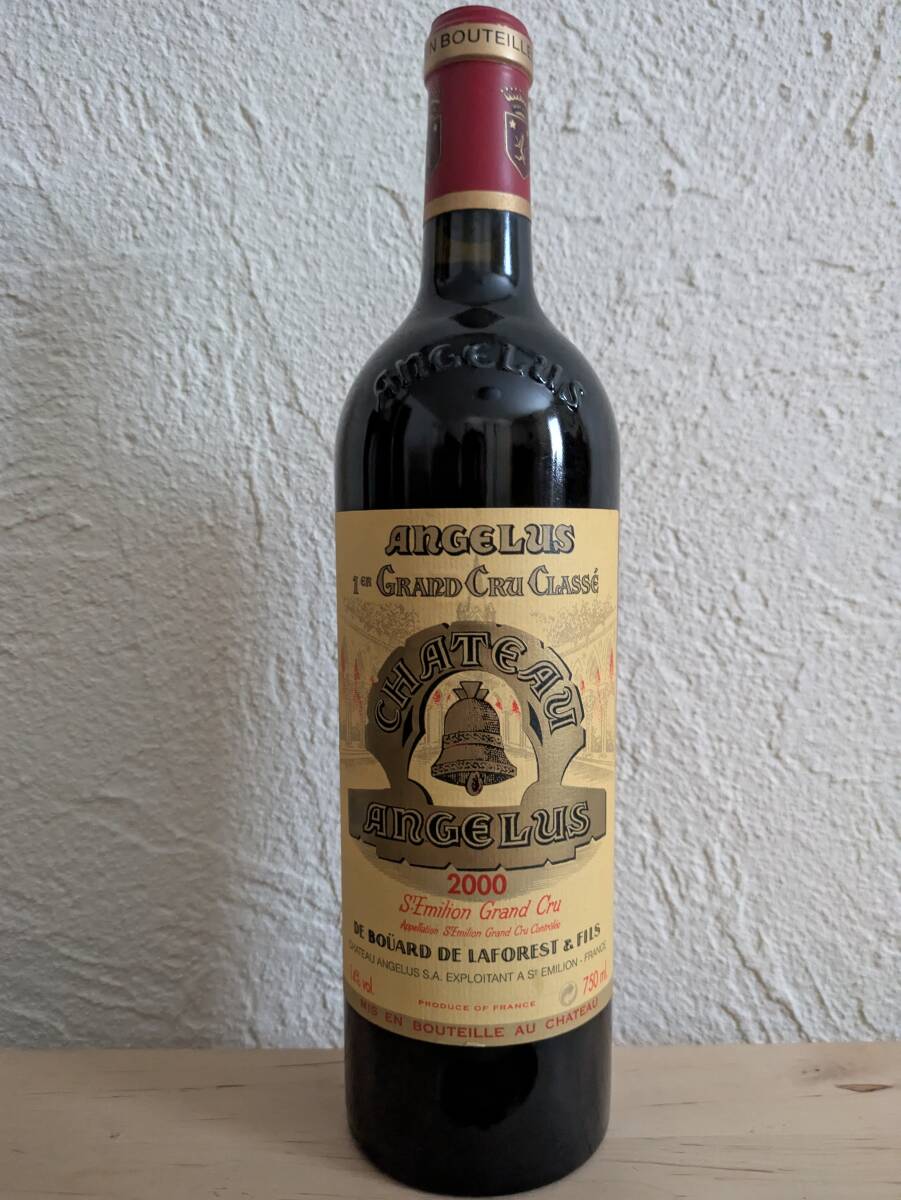 N BOUTEILLE
ANGELUS
ANGELUS
1ER GRAND CRU CLASSÉ
CHATEAU
ANGELUS
2000
St. Emilion Grand Cru
Appellation St. Emilion Grand Cru Contrôlée
DE BOÜARD DE LAFOREST & FILS
CHATEAU ANGELUS S.A. EXPLOITANT A St EMILION - FRANCE
14% vol. 750 ml
PRODUCE OF FRANCE
MIS EN BOUTEILLE AU CHATEAU